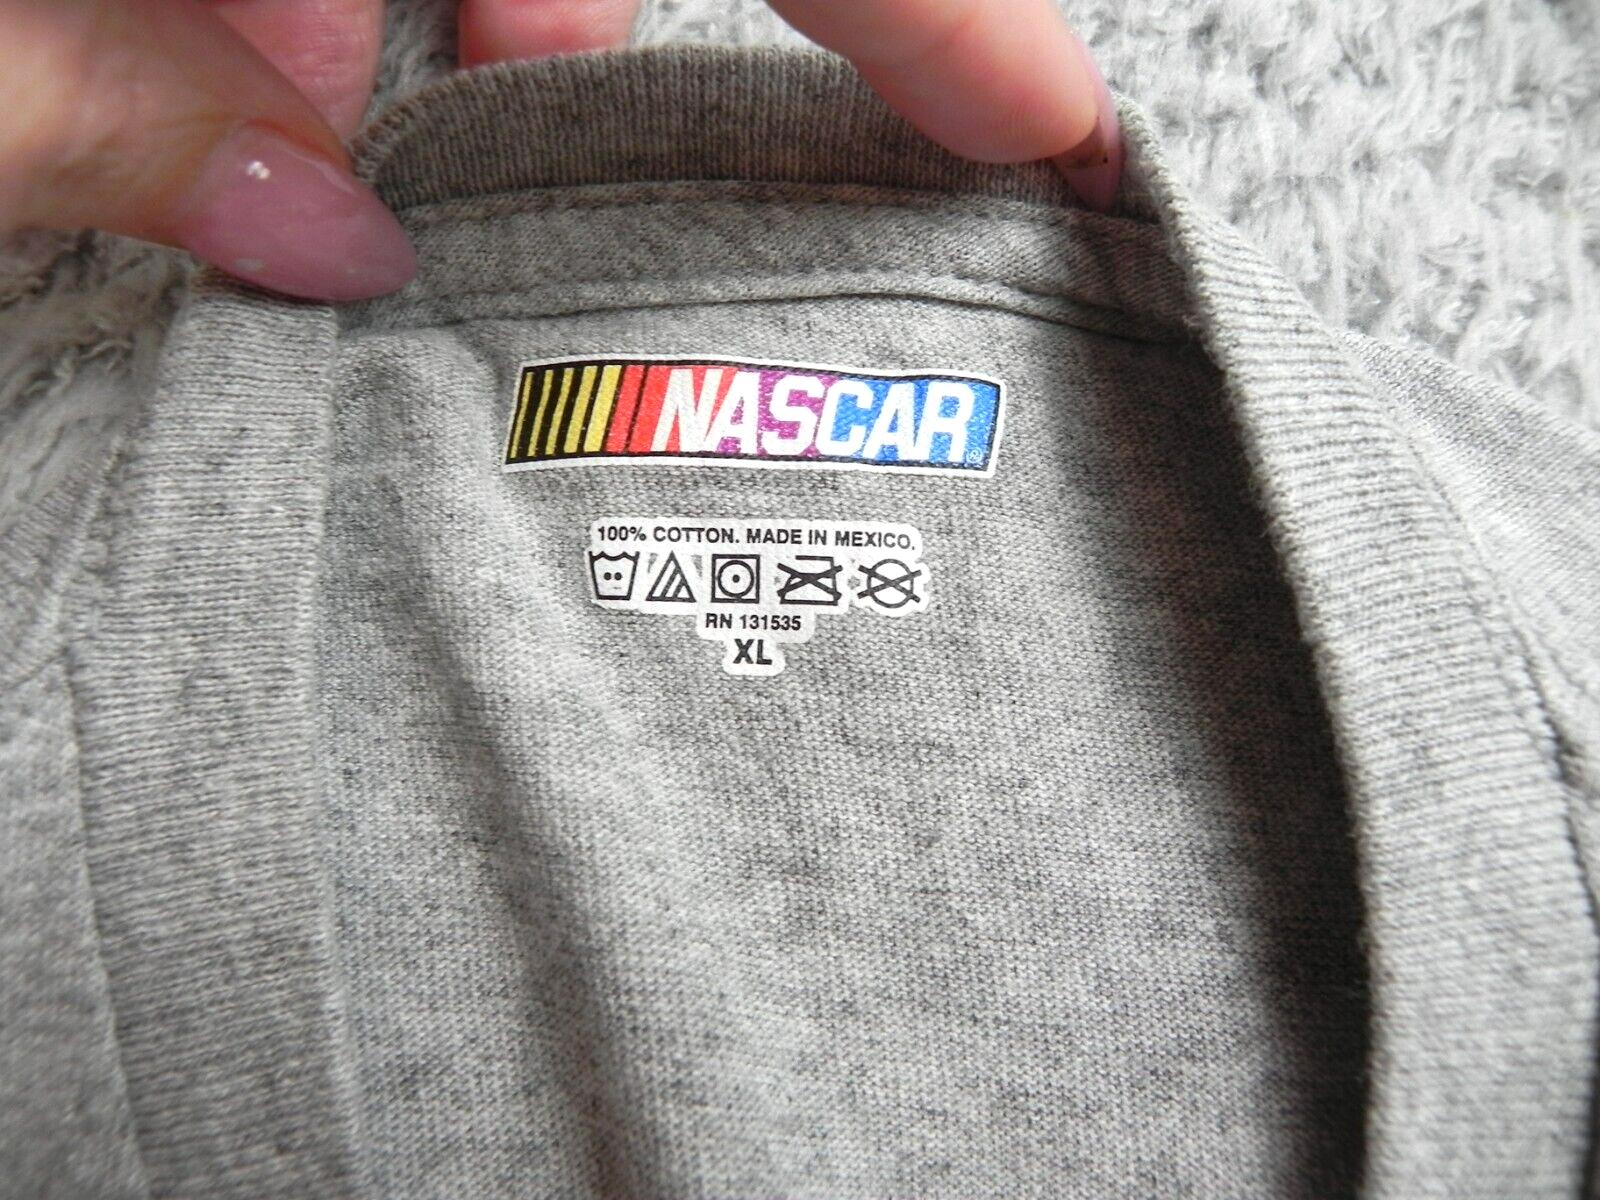 NASCAR®
100% COTTON. MADE IN MEXICO.
RN 131535
XL